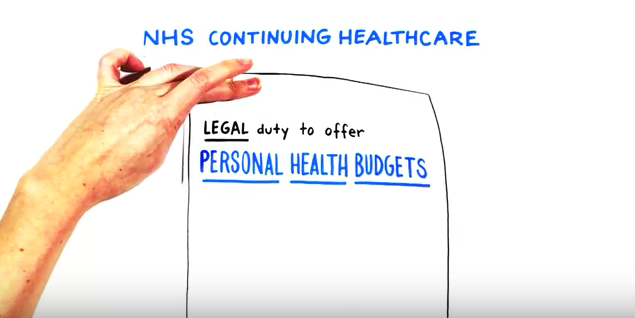 NHS CONTINUING HEALTHCARE
LEGAL duty to offer
PERSONAL HEALTH BUDGETS